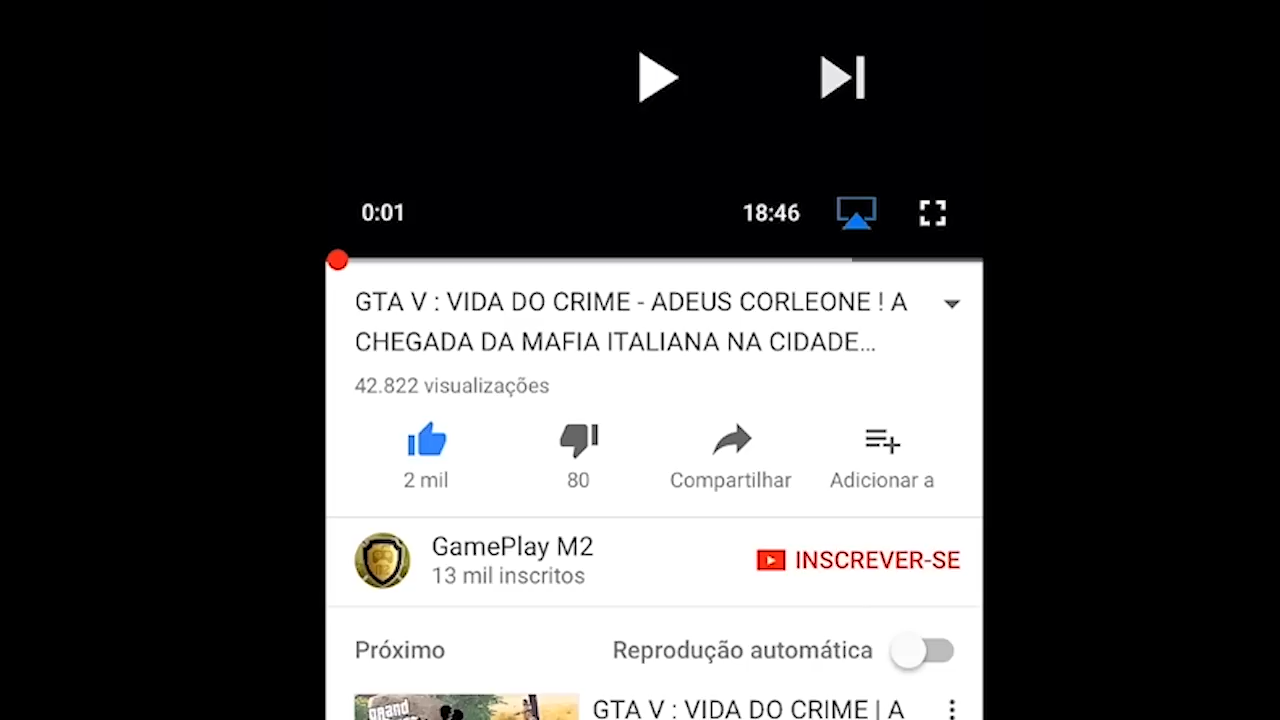 0:01
18:46
GTA V : VIDA DO CRIME - ADEUS CORLEONE ! A
CHEGADA DA MAFIA ITALIANA NA CIDADE...
42.822 visualizações
2 mil
80
Compartilhar
Adicionar a
GamePlay M2
13 mil inscritos
INSCREVER-SE
Próximo
Reprodução automática
grand
GTA V : VIDA DO CRIME | A